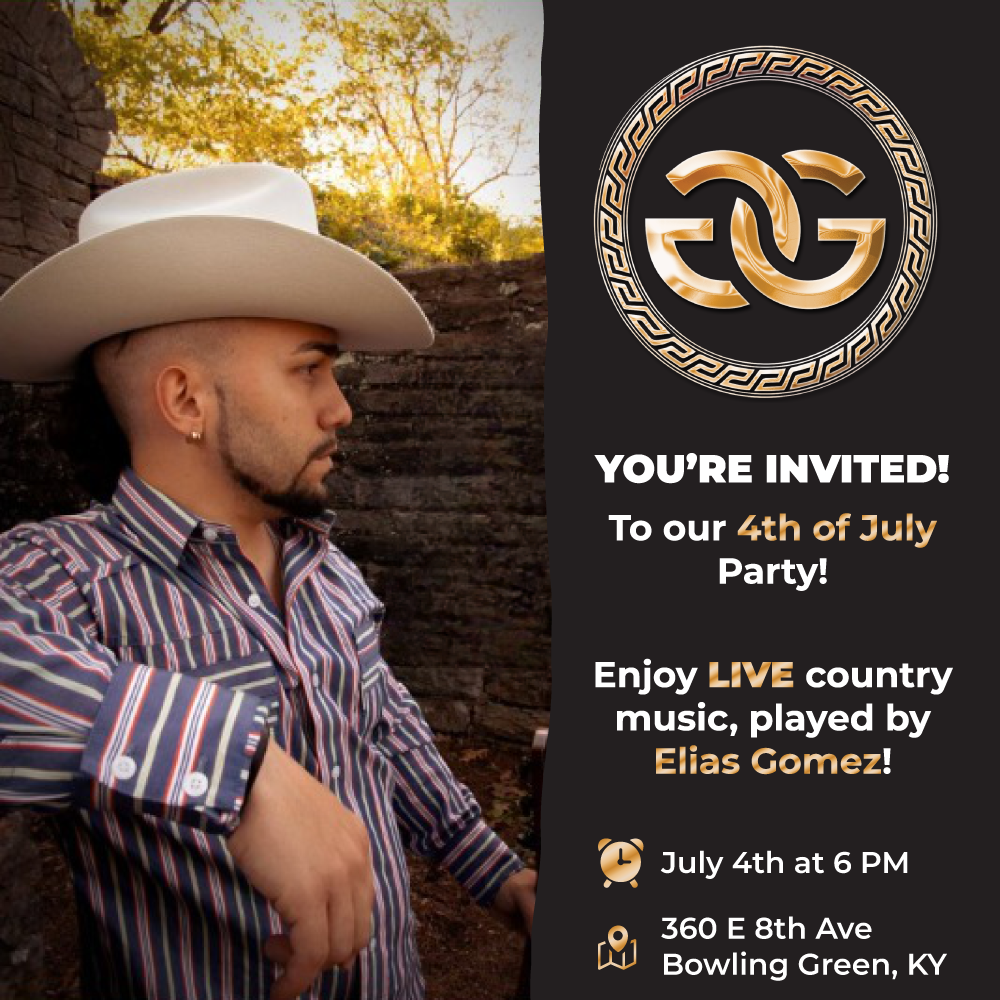 GG
YOU'RE INVITED!
To our 4th of July
Party!
Enjoy LIVE country
music, played by
Elias Gomez!
July 4th at 6 PM
360 E 8th Ave
Bowling Green, KY